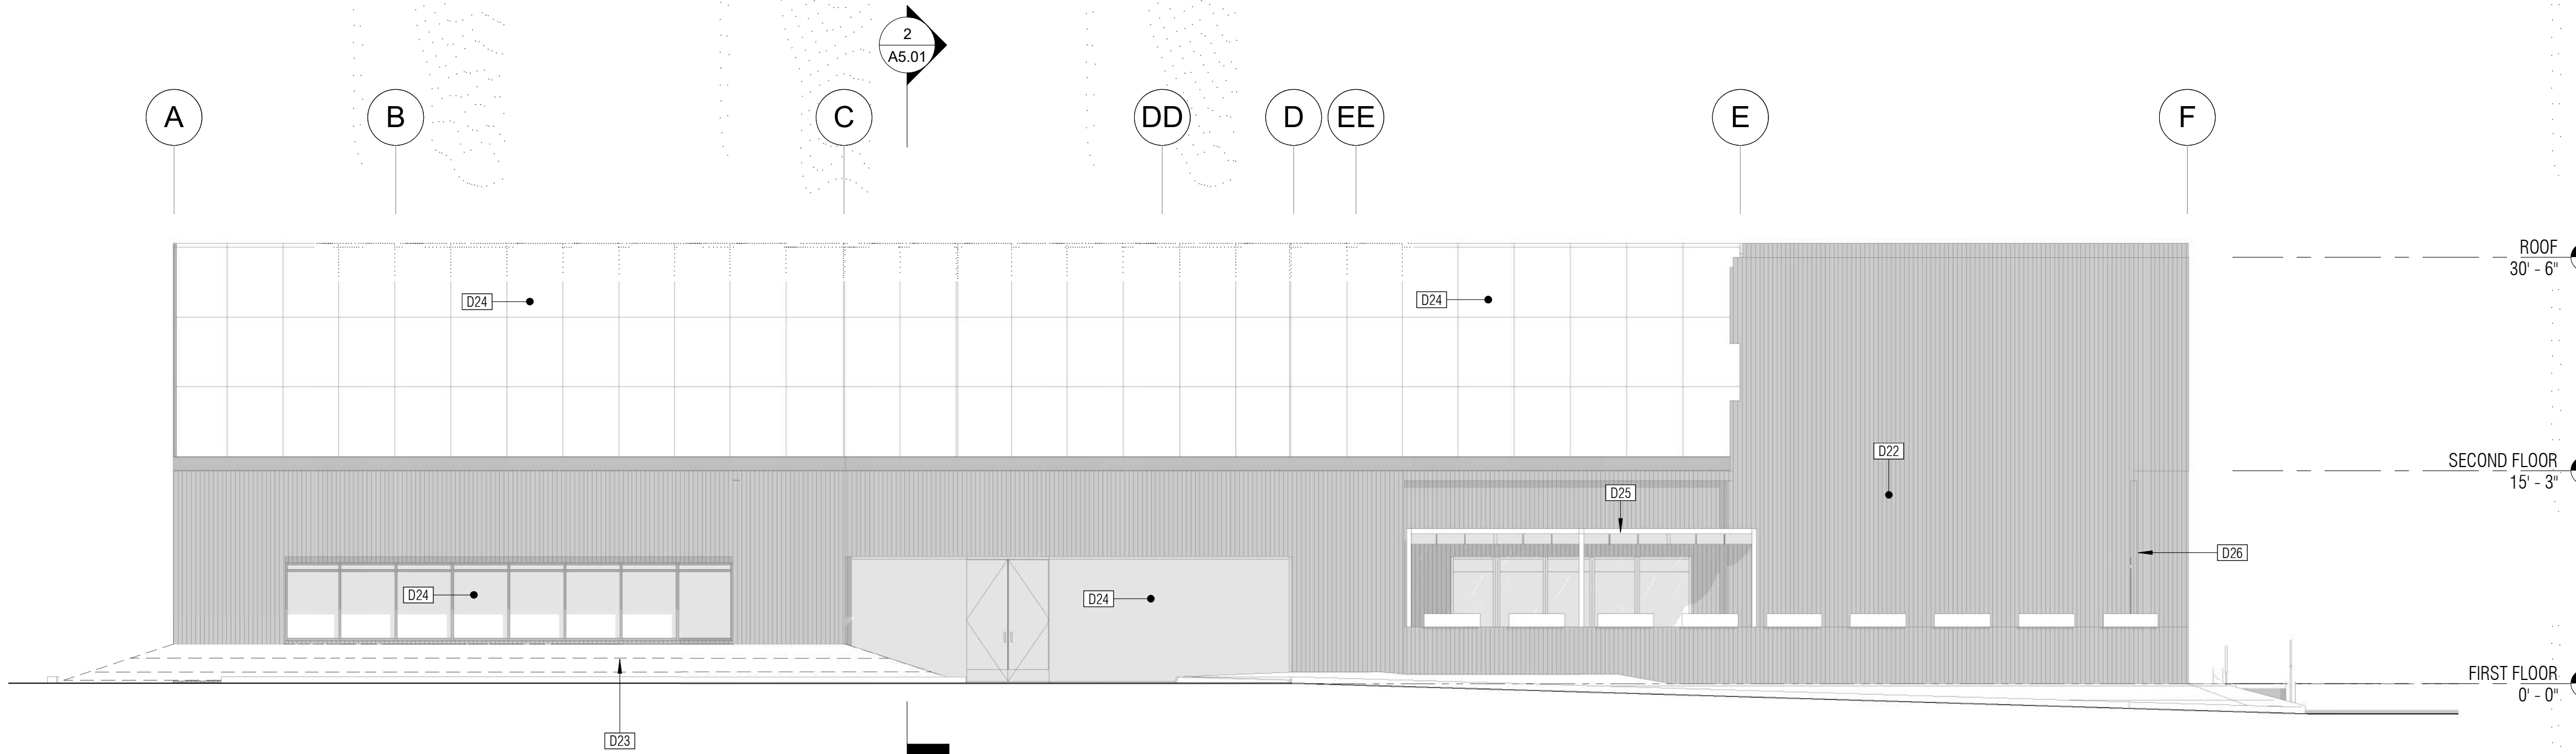 2
A5.01
A
B
C
DD
D
EE
E
F
ROOF
30' - 6"
D24
D24
D22
SECOND FLOOR
15' - 3"
D25
D26
D24
D24
FIRST FLOOR
0' - 0"
D23